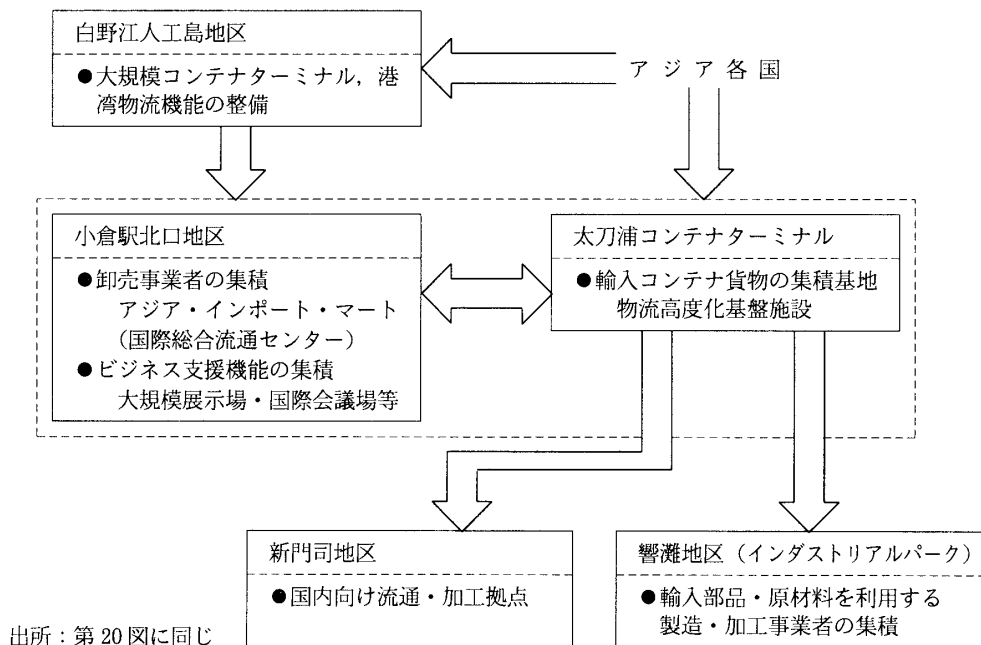 白野江人工島地区
●大規模コンテナターミナル，港
湾物流機能の整備
アジア各国
小倉駅北口地区
●卸売事業者の集積
アジア・インポート・マート
（国際総合流通センター）
●ビジネス支援機能の集積
大規模展示場・国際会議場等
太刀浦コンテナターミナル
●輸入コンテナ貨物の集積基地
物流高度化基盤施設
新門司地区
●国内向け流通・加工拠点
響灘地区（インダストリアルパーク）
●輸入部品・原材料を利用する
製造・加工事業者の集積
出所：第20図に同じ